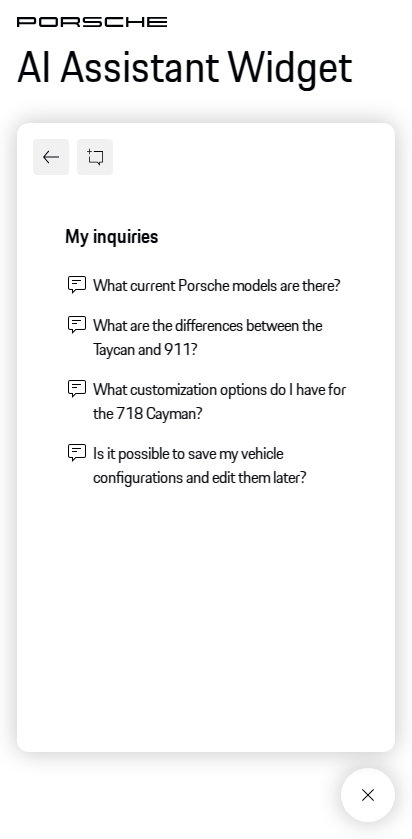 PORSCHE
AI Assistant Widget
My inquiries
What current Porsche models are there?
What are the differences between the
Taycan and 911?
What customization options do I have for
the 718 Cayman?
Is it possible to save my vehicle
configurations and edit them later?